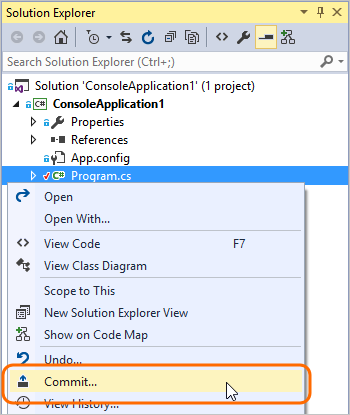 Solution Explorer
Search Solution Explorer (Ctrl+;)
Solution 'ConsoleApplication1' (1 project)
C# ConsoleApplication1
Properties
References
App.config
C# Program.cs
Open
Open With...
View Code F7
View Class Diagram
Scope to This
New Solution Explorer View
Show on Code Map
Undo...
Commit...
View History...